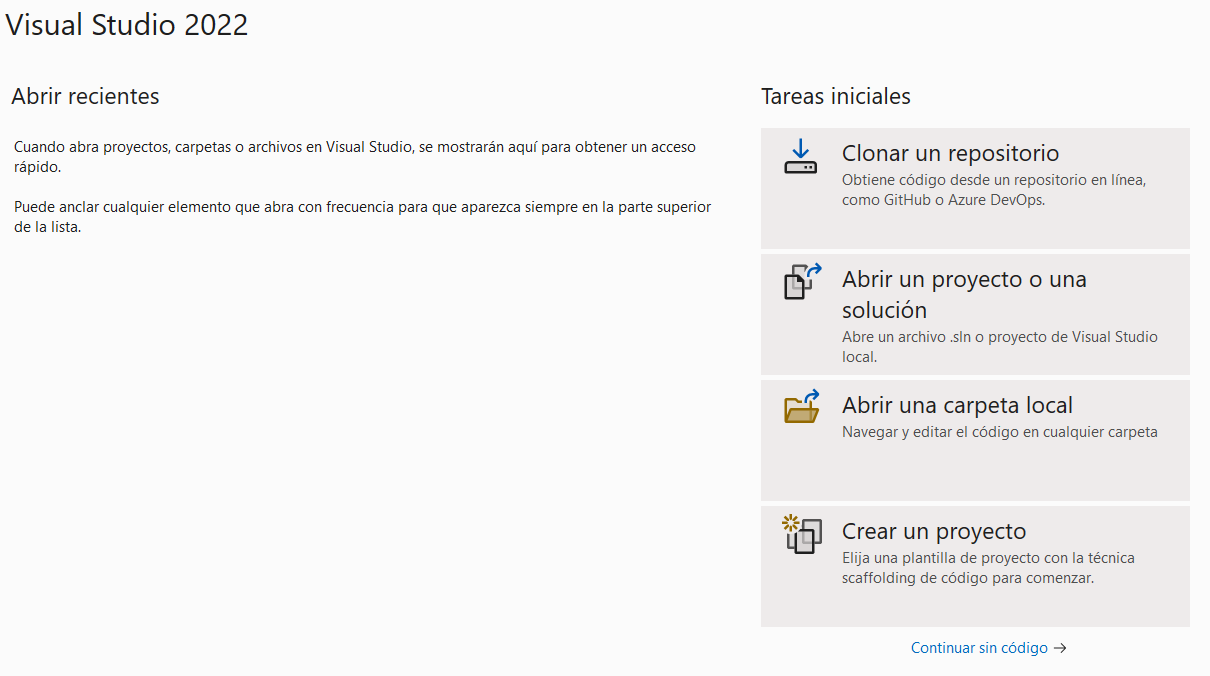 Visual Studio 2022
Abrir recientes
Cuando abra proyectos, carpetas o archivos en Visual Studio, se mostrarán aquí para obtener un acceso
rápido.
Puede anclar cualquier elemento que abra con frecuencia para que aparezca siempre en la parte superior
de la lista.
Tareas iniciales
Clonar un repositorio
Obtiene código desde un repositorio en línea,
como GitHub o Azure DevOps.
Abrir un proyecto o una
solución
Abre un archivo .sln o proyecto de Visual Studio
local.
Abrir una carpeta local
Navegar y editar el código en cualquier carpeta
Crear un proyecto
Elija una plantilla de proyecto con la técnica
scaffolding de código para comenzar.
Continuar sin código →